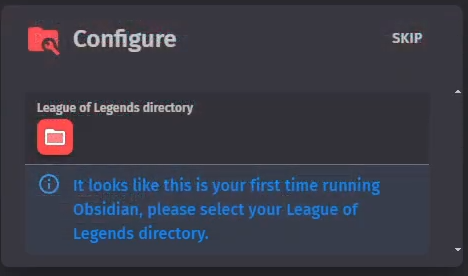 Configure
SKIP
League of Legends directory
It looks like this is your first time running
Obsidian, please select your League of
Legends directory.